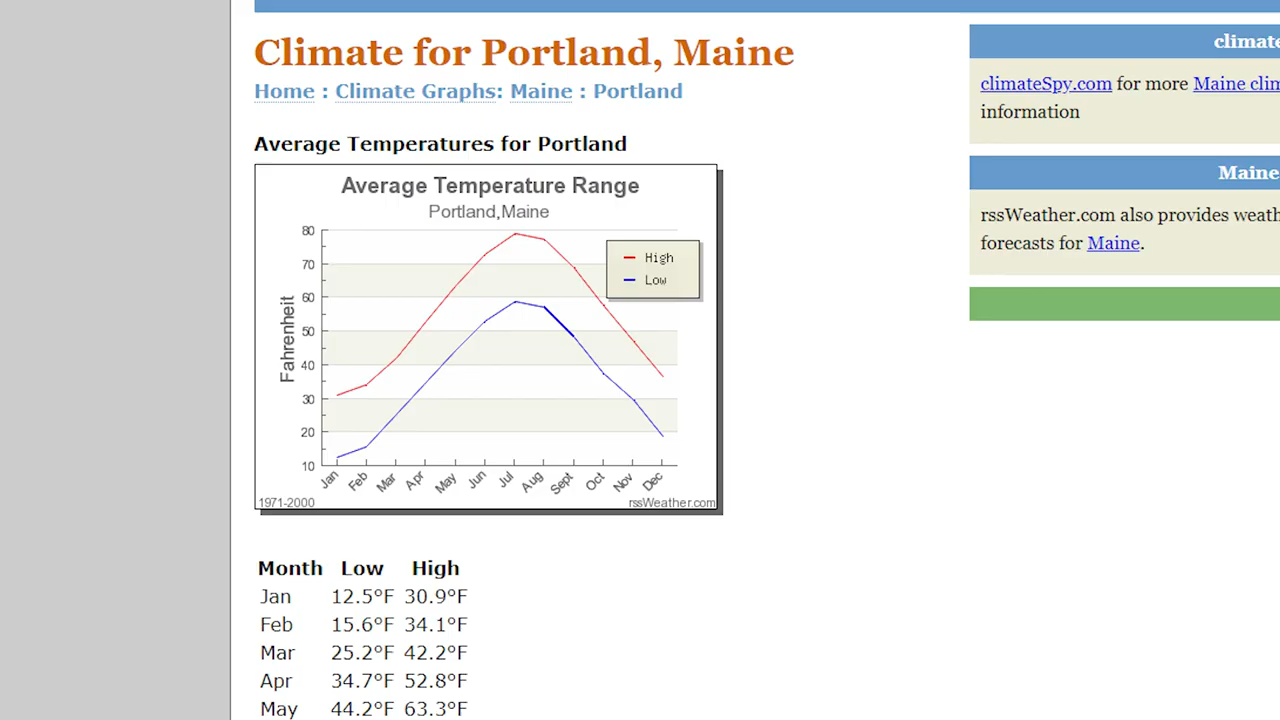 Climate for Portland, Maine
Home : Climate Graphs: Maine : Portland
Average Temperatures for Portland
Average Temperature Range
Portland,Maine
80
70
60
50
40
30
20
10
Fahrenheit
High
Low
Jan Feb Mar Apr May Jun Jul Aug Sept Oct Nov Dec
1971-2000 rssWeather.com
Month Low High
Jan 12.5°F 30.9°F
Feb 15.6°F 34.1°F
Mar 25.2°F 42.2°F
Apr 34.7°F 52.8°F
May 44.2°F 63.3°F
climate
climateSpy.com for more Maine clim
information
Maine
rssWeather.com also provides weath
forecasts for Maine.